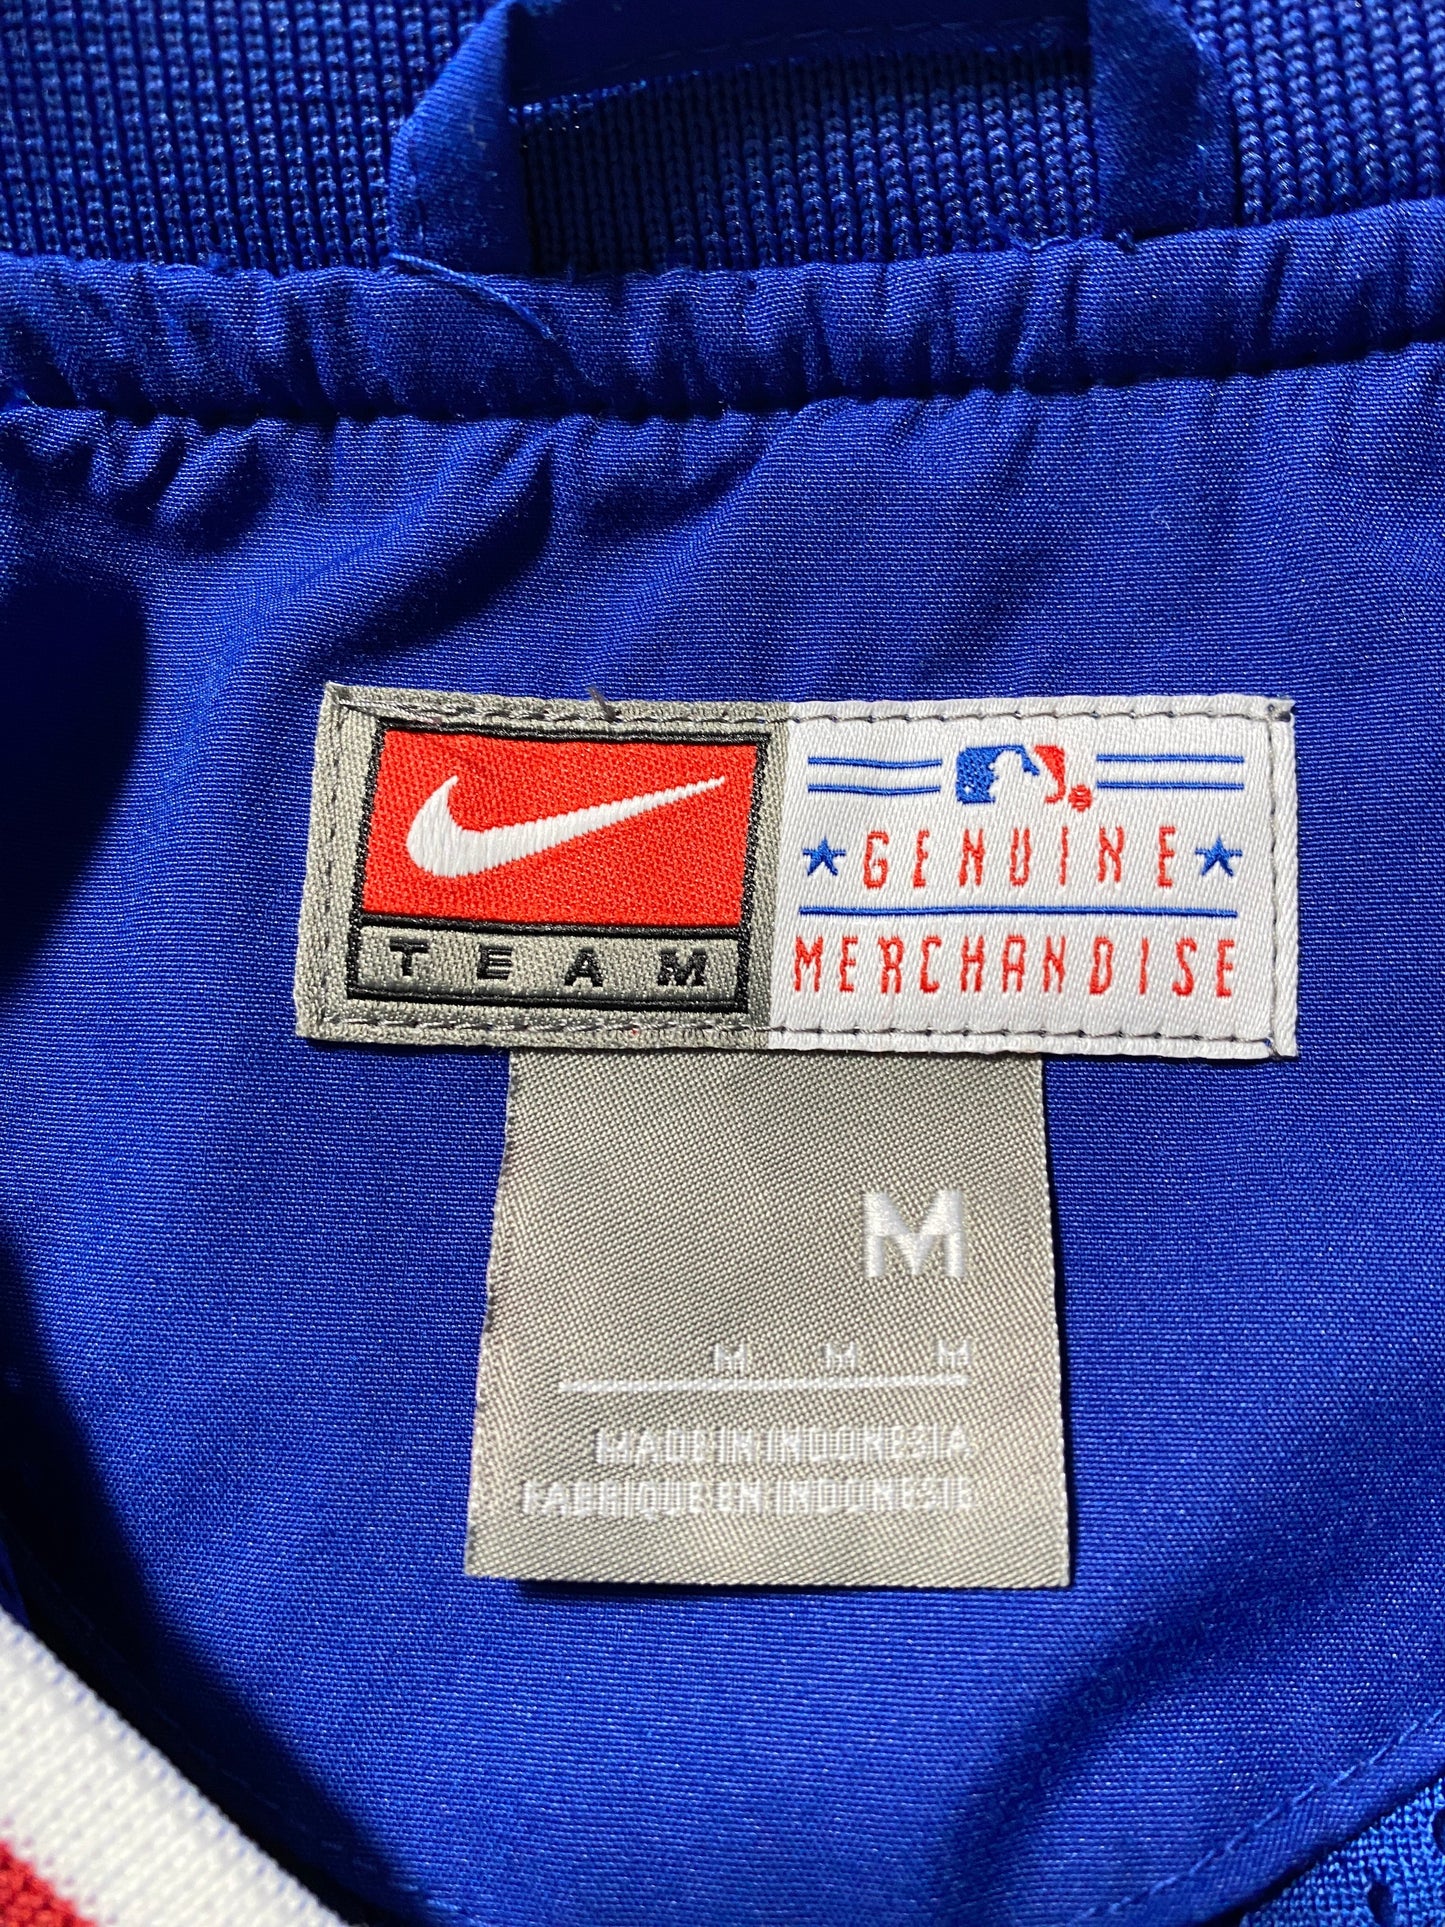 TEAM
GENUINE
MERCHANDISE
M
M M M
MADE IN INDONESIA
FABRIQUE EN INDONESIE